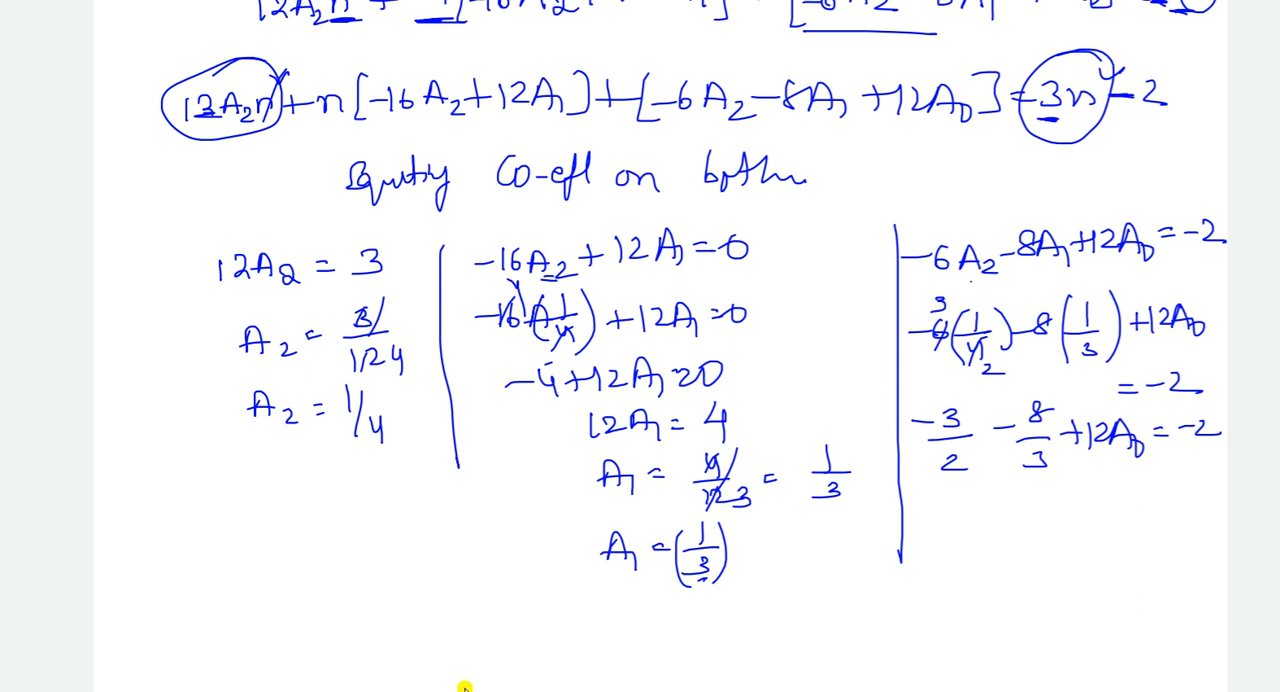 12A₂n² + n[-16A₂+12A₁]+[-6A₂-8A₁+12A₀] = 3n²-2
Equting co-eff on both
12A₂ = 3
A₂ = 3/12 4
A₂ = 1/4
-16A₂+12A₁=0
-16(1/4)+12A₁=0
-4+12A₁=0
12A₁ = 4
A₁ = 4/12 3 = 1/3
A₁ = (1/3)
-6A₂-8A₁+12A₀=-2
-6(1/4)-8(1/3)+12A₀
= -2
-3/2 -8/3 +12A₀=-2